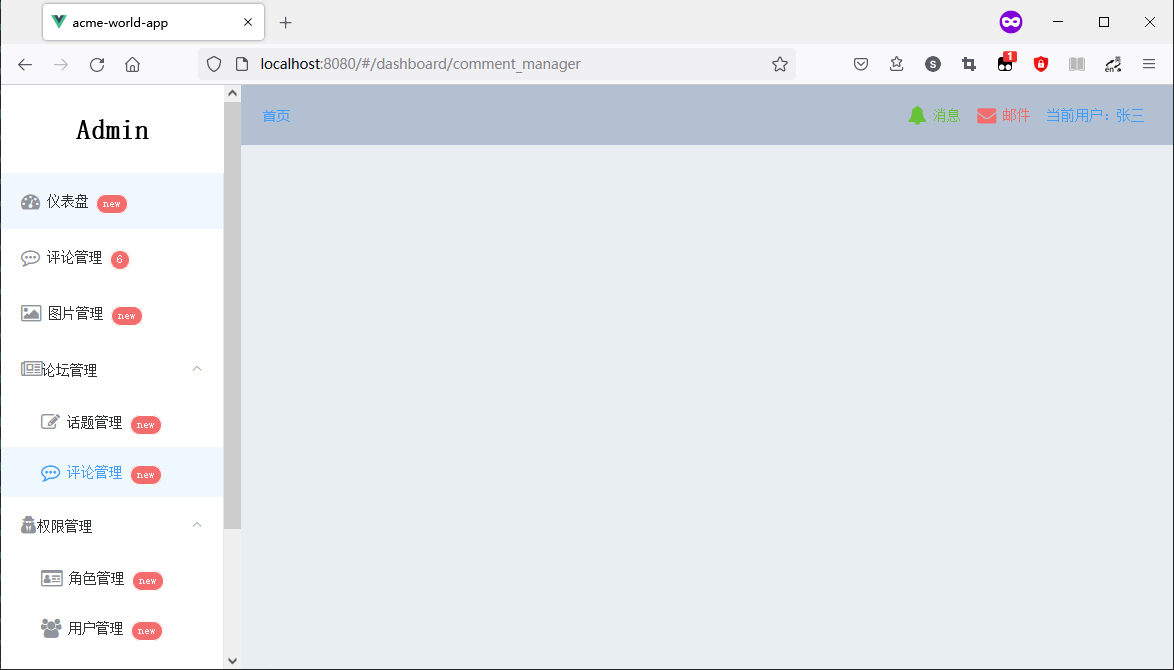 acme-world-app
localhost:8080/#/dashboard/comment_manager
S
1
en
Admin
首页
消息
邮件
当前用户：张三
仪表盘 new
评论管理 6
图片管理 new
论坛管理
话题管理 new
评论管理 new
权限管理
角色管理 new
用户管理 new